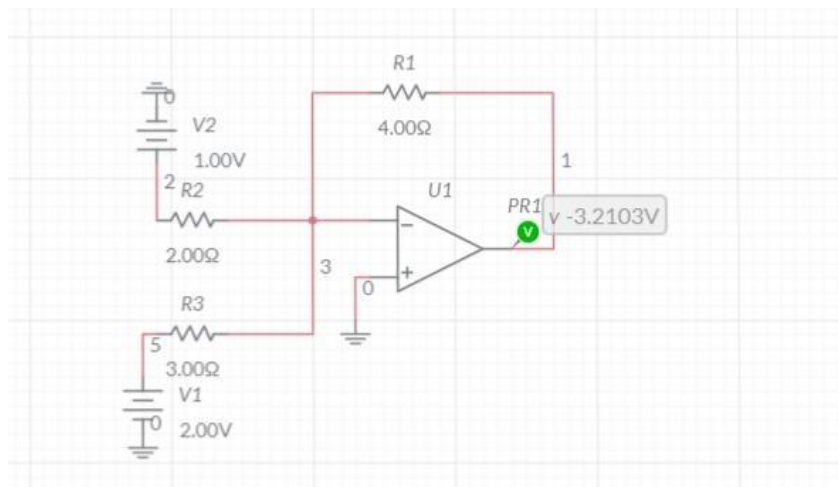 R1
4.00Ω
0
V2
1.00V
2
R2
2.00Ω
1
U1
PR1
V
v -3.2103V
3
0
R3
5
3.00Ω
V1
0
2.00V